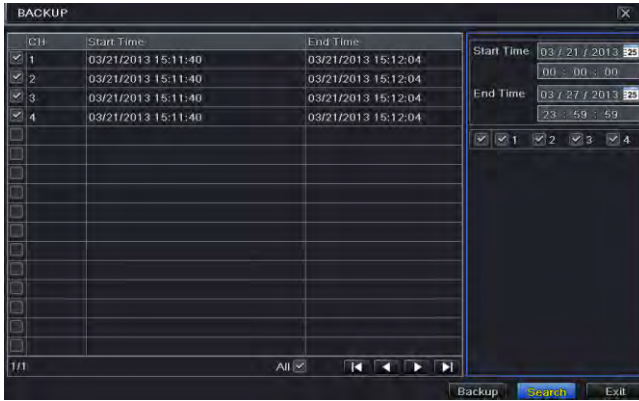 BACKUP
CH Start Time End Time
1 03/21/2013 15:11:40 03/21/2013 15:12:04
2 03/21/2013 15:11:40 03/21/2013 15:12:04
3 03/21/2013 15:11:40 03/21/2013 15:12:04
4 03/21/2013 15:11:40 03/21/2013 15:12:04
1/1 All
Start Time 03 / 21 / 2013
00 : 00 : 00
End Time 03 / 27 / 2013
23 : 59 : 59
1 2 3 4
Backup Search Exit